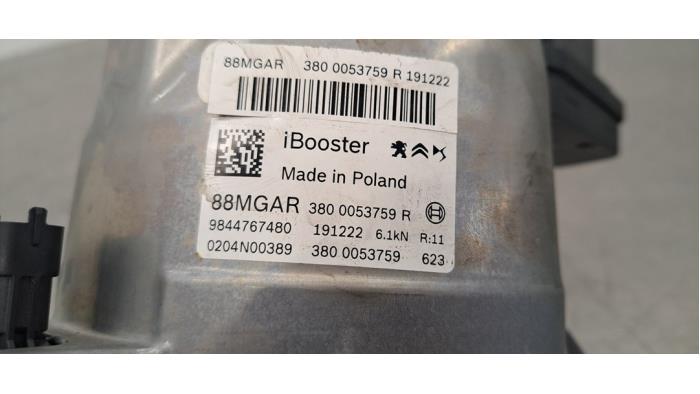 88MGAR 380 0053759 R 191222
iBooster
Made in Poland
88MGAR 380 0053759 R
9844767480 191222 6.1kN R:11
0204N00389 380 0053759 623